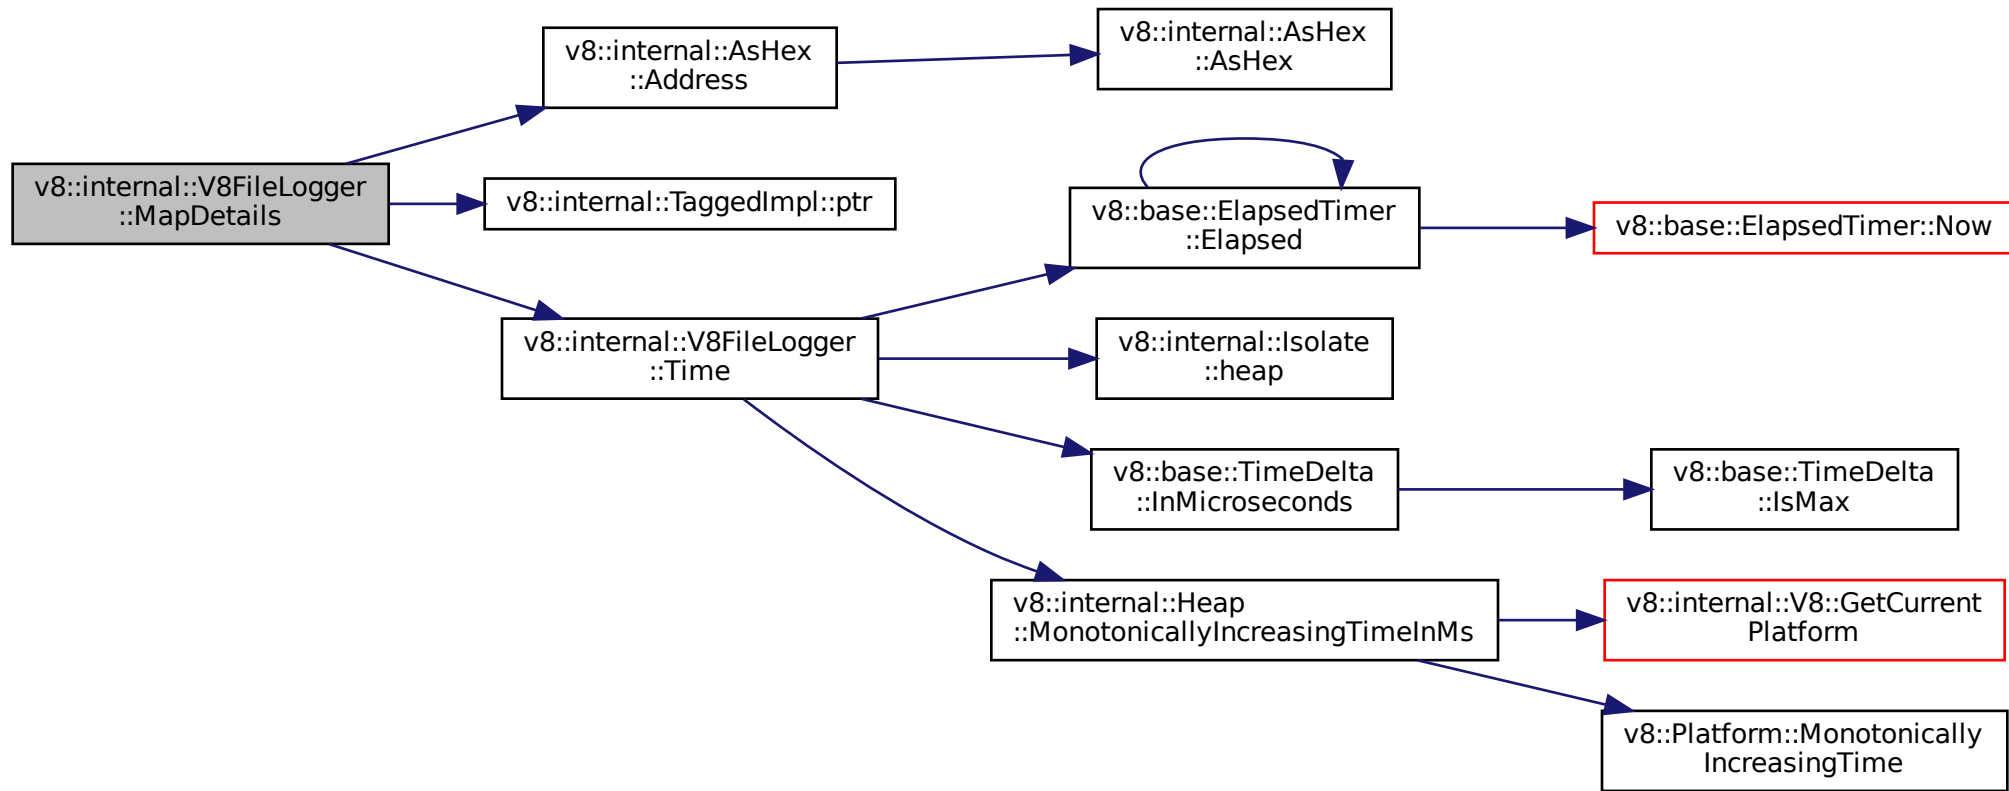 v8::internal::V8FileLogger
::MapDetails
v8::internal::AsHex
::Address
v8::internal::AsHex
::AsHex
v8::internal::TaggedImpl::ptr
v8::internal::V8FileLogger
::Time
v8::base::ElapsedTimer
::Elapsed
v8::base::ElapsedTimer::Now
v8::internal::Isolate
::heap
v8::base::TimeDelta
::InMicroseconds
v8::base::TimeDelta
::IsMax
v8::internal::Heap
::MonotonicallyIncreasingTimeInMs
v8::internal::V8::GetCurrent
Platform
v8::Platform::Monotonically
IncreasingTime